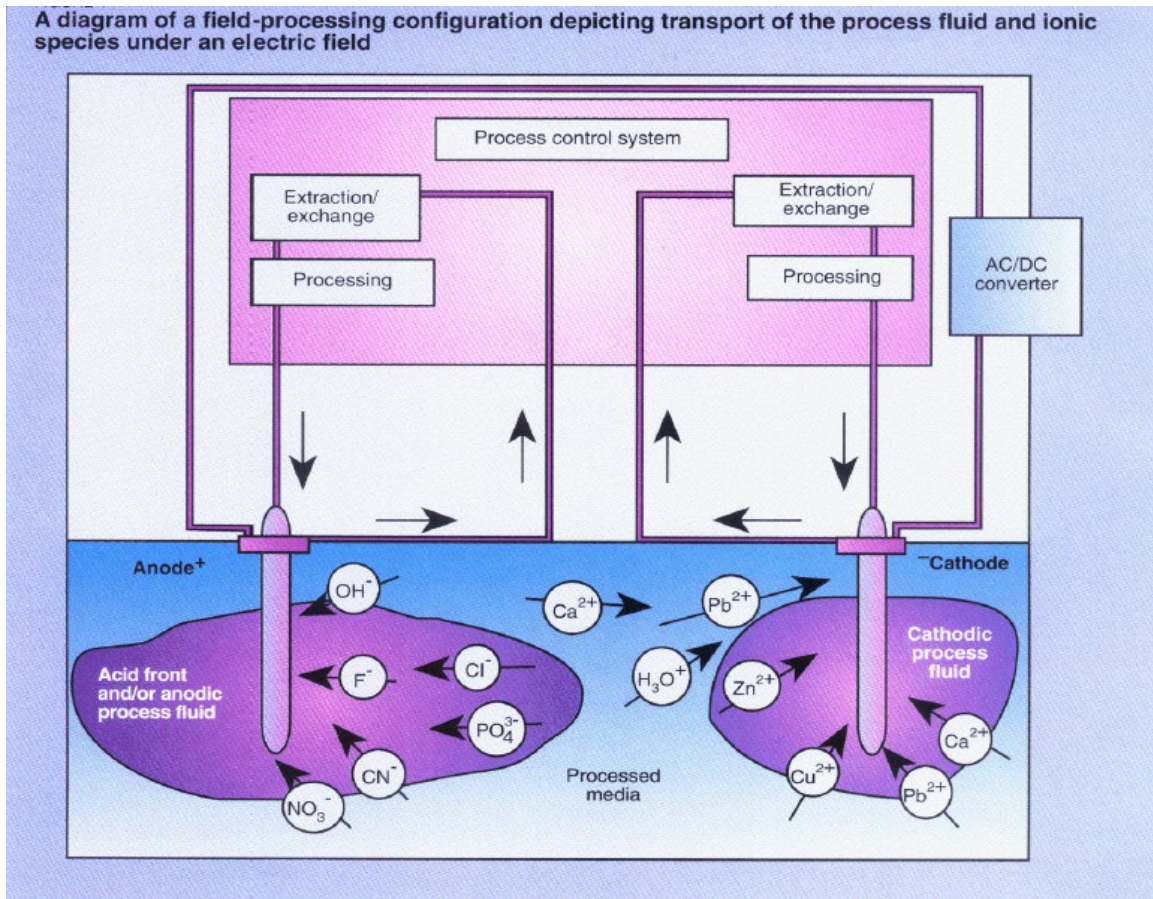 A diagram of a field-processing configuration depicting transport of the process fluid and ionic
species under an electric field
Process control system
Extraction/
exchange
Extraction/
exchange
Processing
Processing
AC/DC
converter
Anode⁺
⁻Cathode
OH⁻
Ca²⁺
Pb²⁺
Acid front
and/or anodic
process fluid
F⁻
Cl⁻
H₃O⁺
Zn²⁺
Cathodic
process
fluid
PO₄³⁻
Ca²⁺
CN⁻
NO₃⁻
Processed
media
Cu²⁺
Pb²⁺